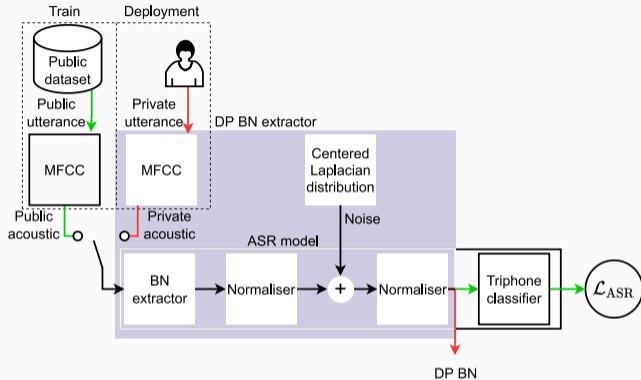 Train
Deployment
Public
dataset
Public
utterance
Private
utterance
DP BN extractor
MFCC
MFCC
Centered
Laplacian
distribution
Public
acoustic
Private
acoustic
Noise
ASR model
BN
extractor
Normaliser
+
Normaliser
Triphone
classifier
ℒ_ASR
DP BN